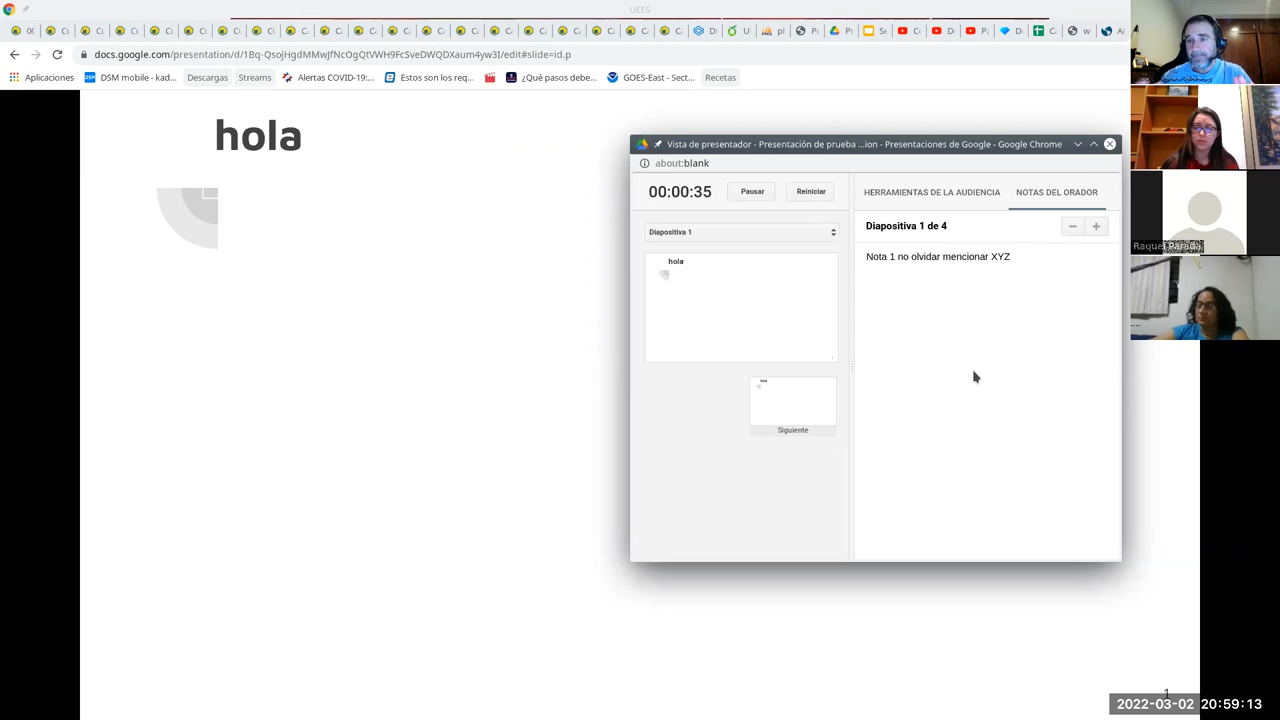 UEES
docs.google.com/presentation/d/1Bq-QsojHgdMMwJfNcOgQtVWH9FcSveDWQDXaum4yw3I/edit#slide=id.p
Aplicaciones
DSM mobile - kad...
Descargas
Streams
Alertas COVID-19:...
Estos son los req...
¿Qué pasos debe...
GOES-East - Sect...
Recetas
hola
Vista de presentador - Presentación de prueba ...ion - Presentaciones de Google - Google Chrome
about:blank
00:00:35
Pausar
Reiniciar
HERRAMIENTAS DE LA AUDIENCIA
NOTAS DEL ORADOR
Diapositiva 1
Diapositiva 1 de 4
Nota 1 no olvidar mencionar XYZ
hola
hola
Siguiente
Raquel Parada
1
2022-03-02 20:59:13